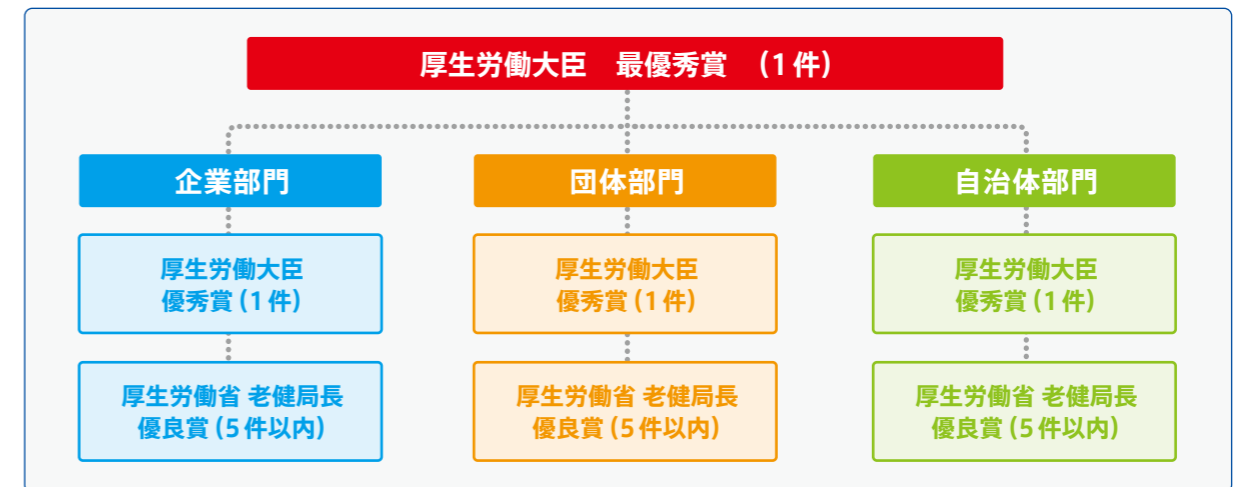 厚生労働大臣　最優秀賞　(1件)
企業部門
団体部門
自治体部門
厚生労働大臣
優秀賞(1件)
厚生労働大臣
優秀賞(1件)
厚生労働大臣
優秀賞(1件)
厚生労働省 老健局長
優良賞(5件以内)
厚生労働省 老健局長
優良賞(5件以内)
厚生労働省 老健局長
優良賞(5件以内)